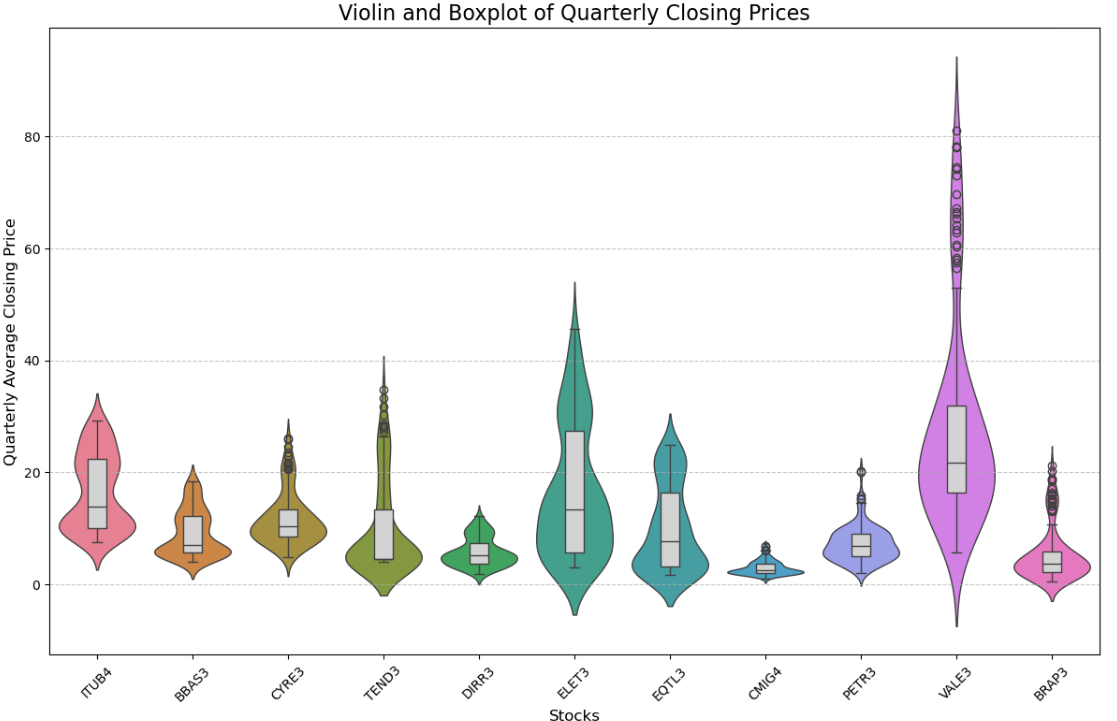 Violin and Boxplot of Quarterly Closing Prices
Quarterly Average Closing Price
80
60
40
20
0
ITUB4
BBAS3
CYRE3
TEND3
DIRR3
ELET3
EQTL3
CMIG4
PETR3
VALE3
BRAP3
Stocks